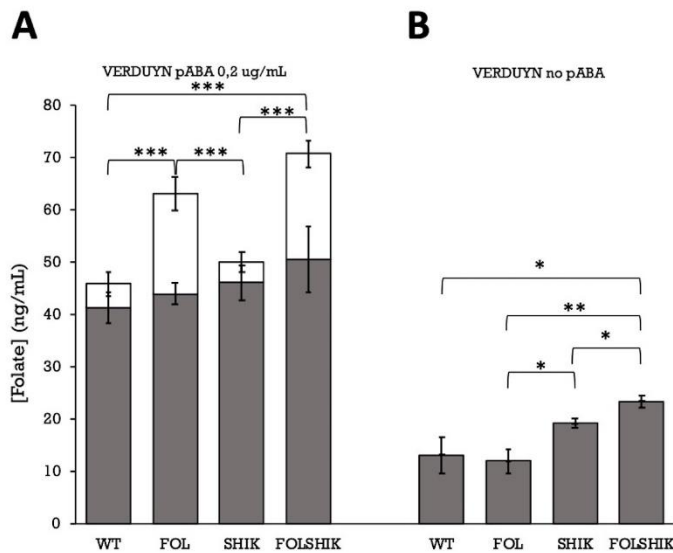 A
B
VERDUYN pABA 0,2 ug/mL
VERDUYN no pABA
[Folate] (ng/mL)
80
70
60
50
40
30
20
10
0
***
***
***
***
*
**
*
*
WT FOL SHIK FOLSHIK
WT FOL SHIK FOLSHIK